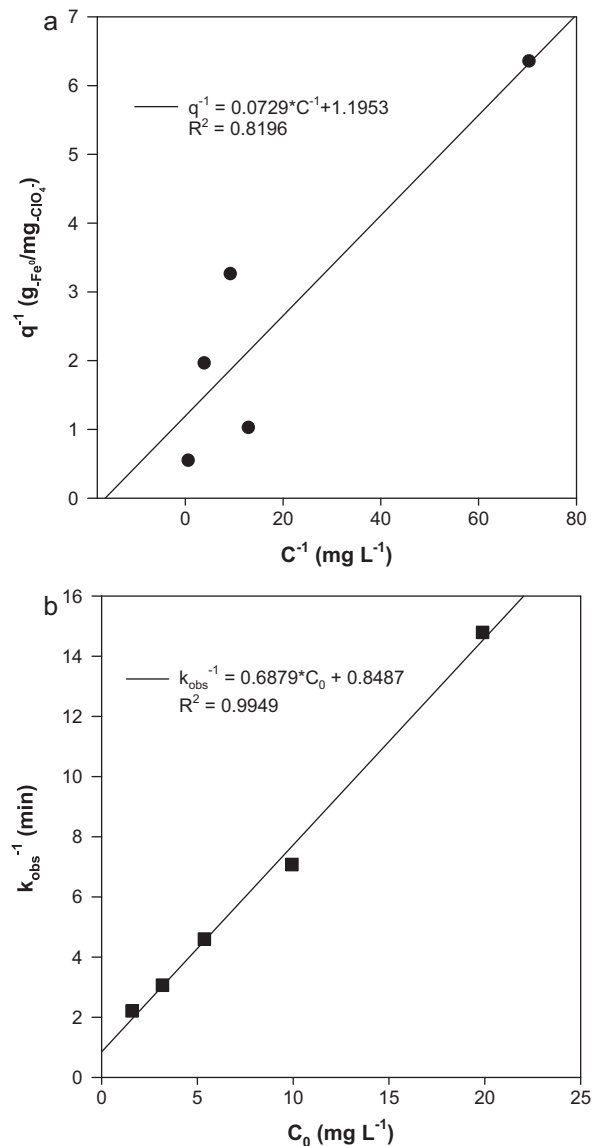 a
7
6
5
4
3
2
1
0
q⁻¹ (g-Fe⁰/mg-ClO₄⁻)
q⁻¹ = 0.0729*C⁻¹+1.1953
R² = 0.8196
0 20 40 60 80
C⁻¹ (mg L⁻¹)
b
16
14
12
10
8
6
4
2
0
k_obs⁻¹ (min)
k_obs⁻¹ = 0.6879*C₀ + 0.8487
R² = 0.9949
0 5 10 15 20 25
C₀ (mg L⁻¹)